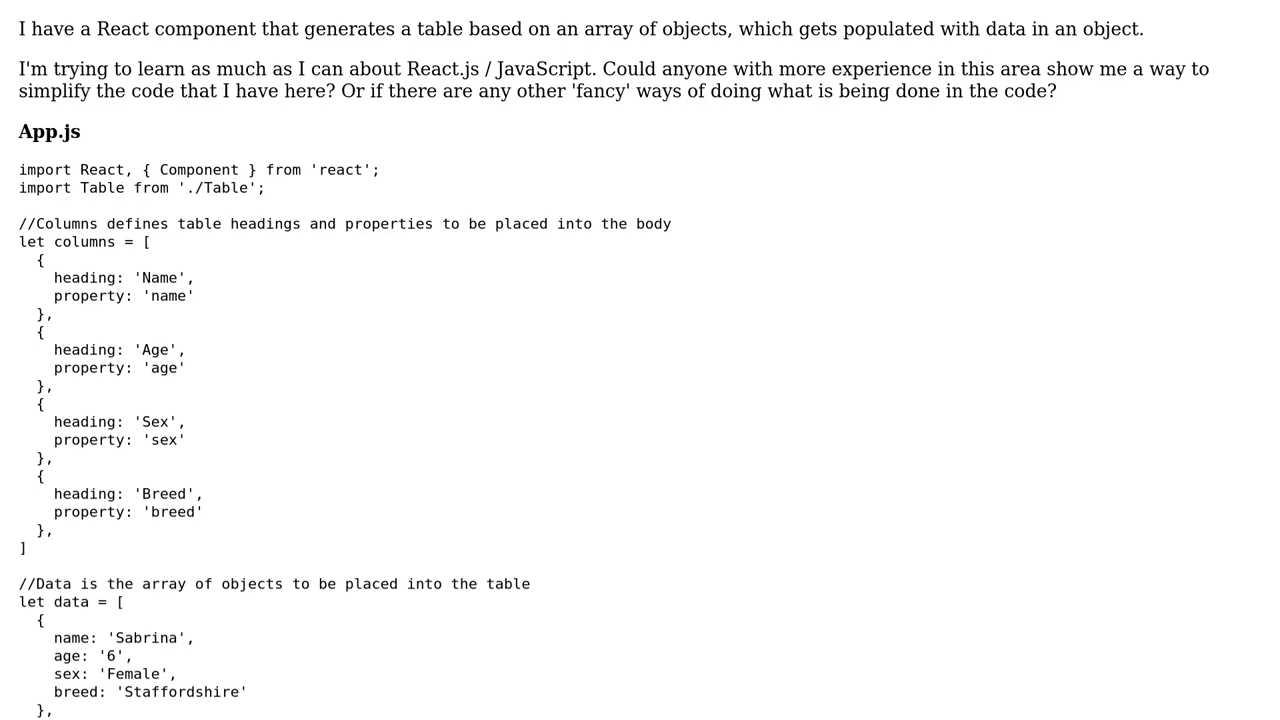 I have a React component that generates a table based on an array of objects, which gets populated with data in an object.
I'm trying to learn as much as I can about React.js / JavaScript. Could anyone with more experience in this area show me a way to
simplify the code that I have here? Or if there are any other 'fancy' ways of doing what is being done in the code?
App.js
import React, { Component } from 'react';
import Table from './Table';
//Columns defines table headings and properties to be placed into the body
let columns = [
  {
    heading: 'Name',
    property: 'name'
  },
  {
    heading: 'Age',
    property: 'age'
  },
  {
    heading: 'Sex',
    property: 'sex'
  },
  {
    heading: 'Breed',
    property: 'breed'
  },
]
//Data is the array of objects to be placed into the table
let data = [
  {
    name: 'Sabrina',
    age: '6',
    sex: 'Female',
    breed: 'Staffordshire'
  },